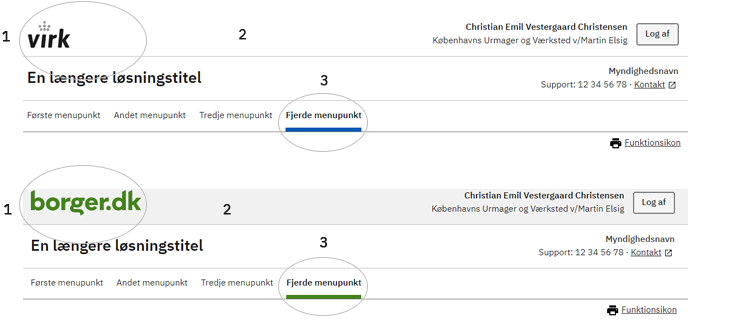 1
virk
2
Christian Emil Vestergaard Christensen
Københavns Urmager og Værksted v/Martin Elsig
Log af
En længere løsningstitel
3
Myndighedsnavn
Support: 12 34 56 78 · Kontakt
Første menupunkt Andet menupunkt Tredje menupunkt Fjerde menupunkt
Funktionsikon
1
borger.dk
2
Christian Emil Vestergaard Christensen
Københavns Urmager og Værksted v/Martin Elsig
Log af
En længere løsningstitel
3
Myndighedsnavn
Support: 12 34 56 78 · Kontakt
Første menupunkt Andet menupunkt Tredje menupunkt Fjerde menupunkt
Funktionsikon